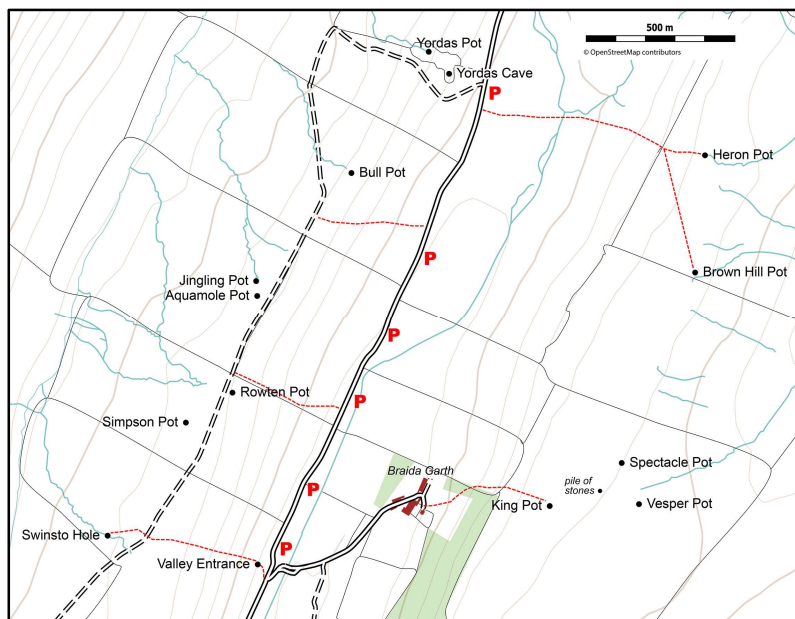 Yordas Pot
500 m
© OpenStreetMap contributors
Yordas Cave
P
Heron Pot
Bull Pot
P
Brown Hill Pot
Jingling Pot
Aquamole Pot
P
Rowten Pot
P
Simpson Pot
Braida Garth
Spectacle Pot
pile of
stones
P
King Pot
Vesper Pot
Swinsto Hole
P
Valley Entrance